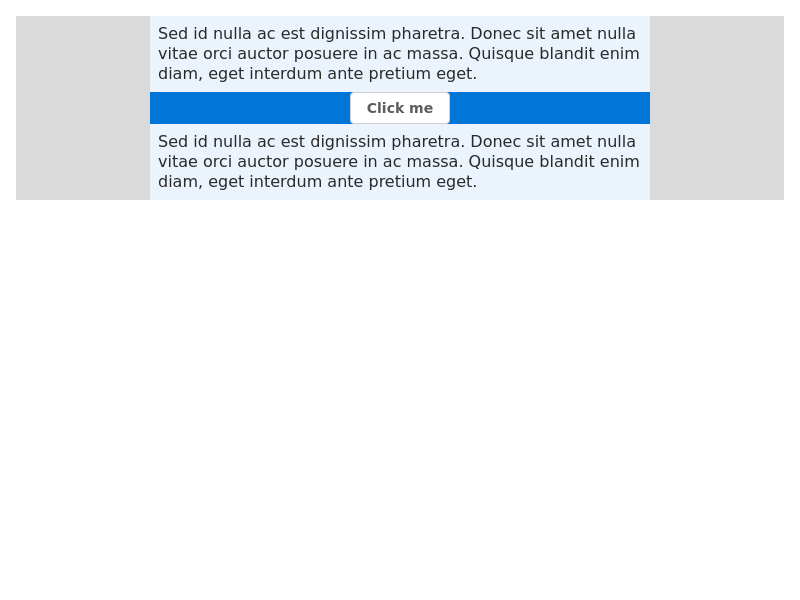 Sed id nulla ac est dignissim pharetra. Donec sit amet nulla
vitae orci auctor posuere in ac massa. Quisque blandit enim
diam, eget interdum ante pretium eget.
Click me
Sed id nulla ac est dignissim pharetra. Donec sit amet nulla
vitae orci auctor posuere in ac massa. Quisque blandit enim
diam, eget interdum ante pretium eget.